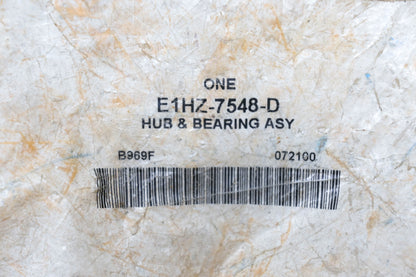 ONE
E1HZ-7548-D
HUB & BEARING ASY
B969F 072100